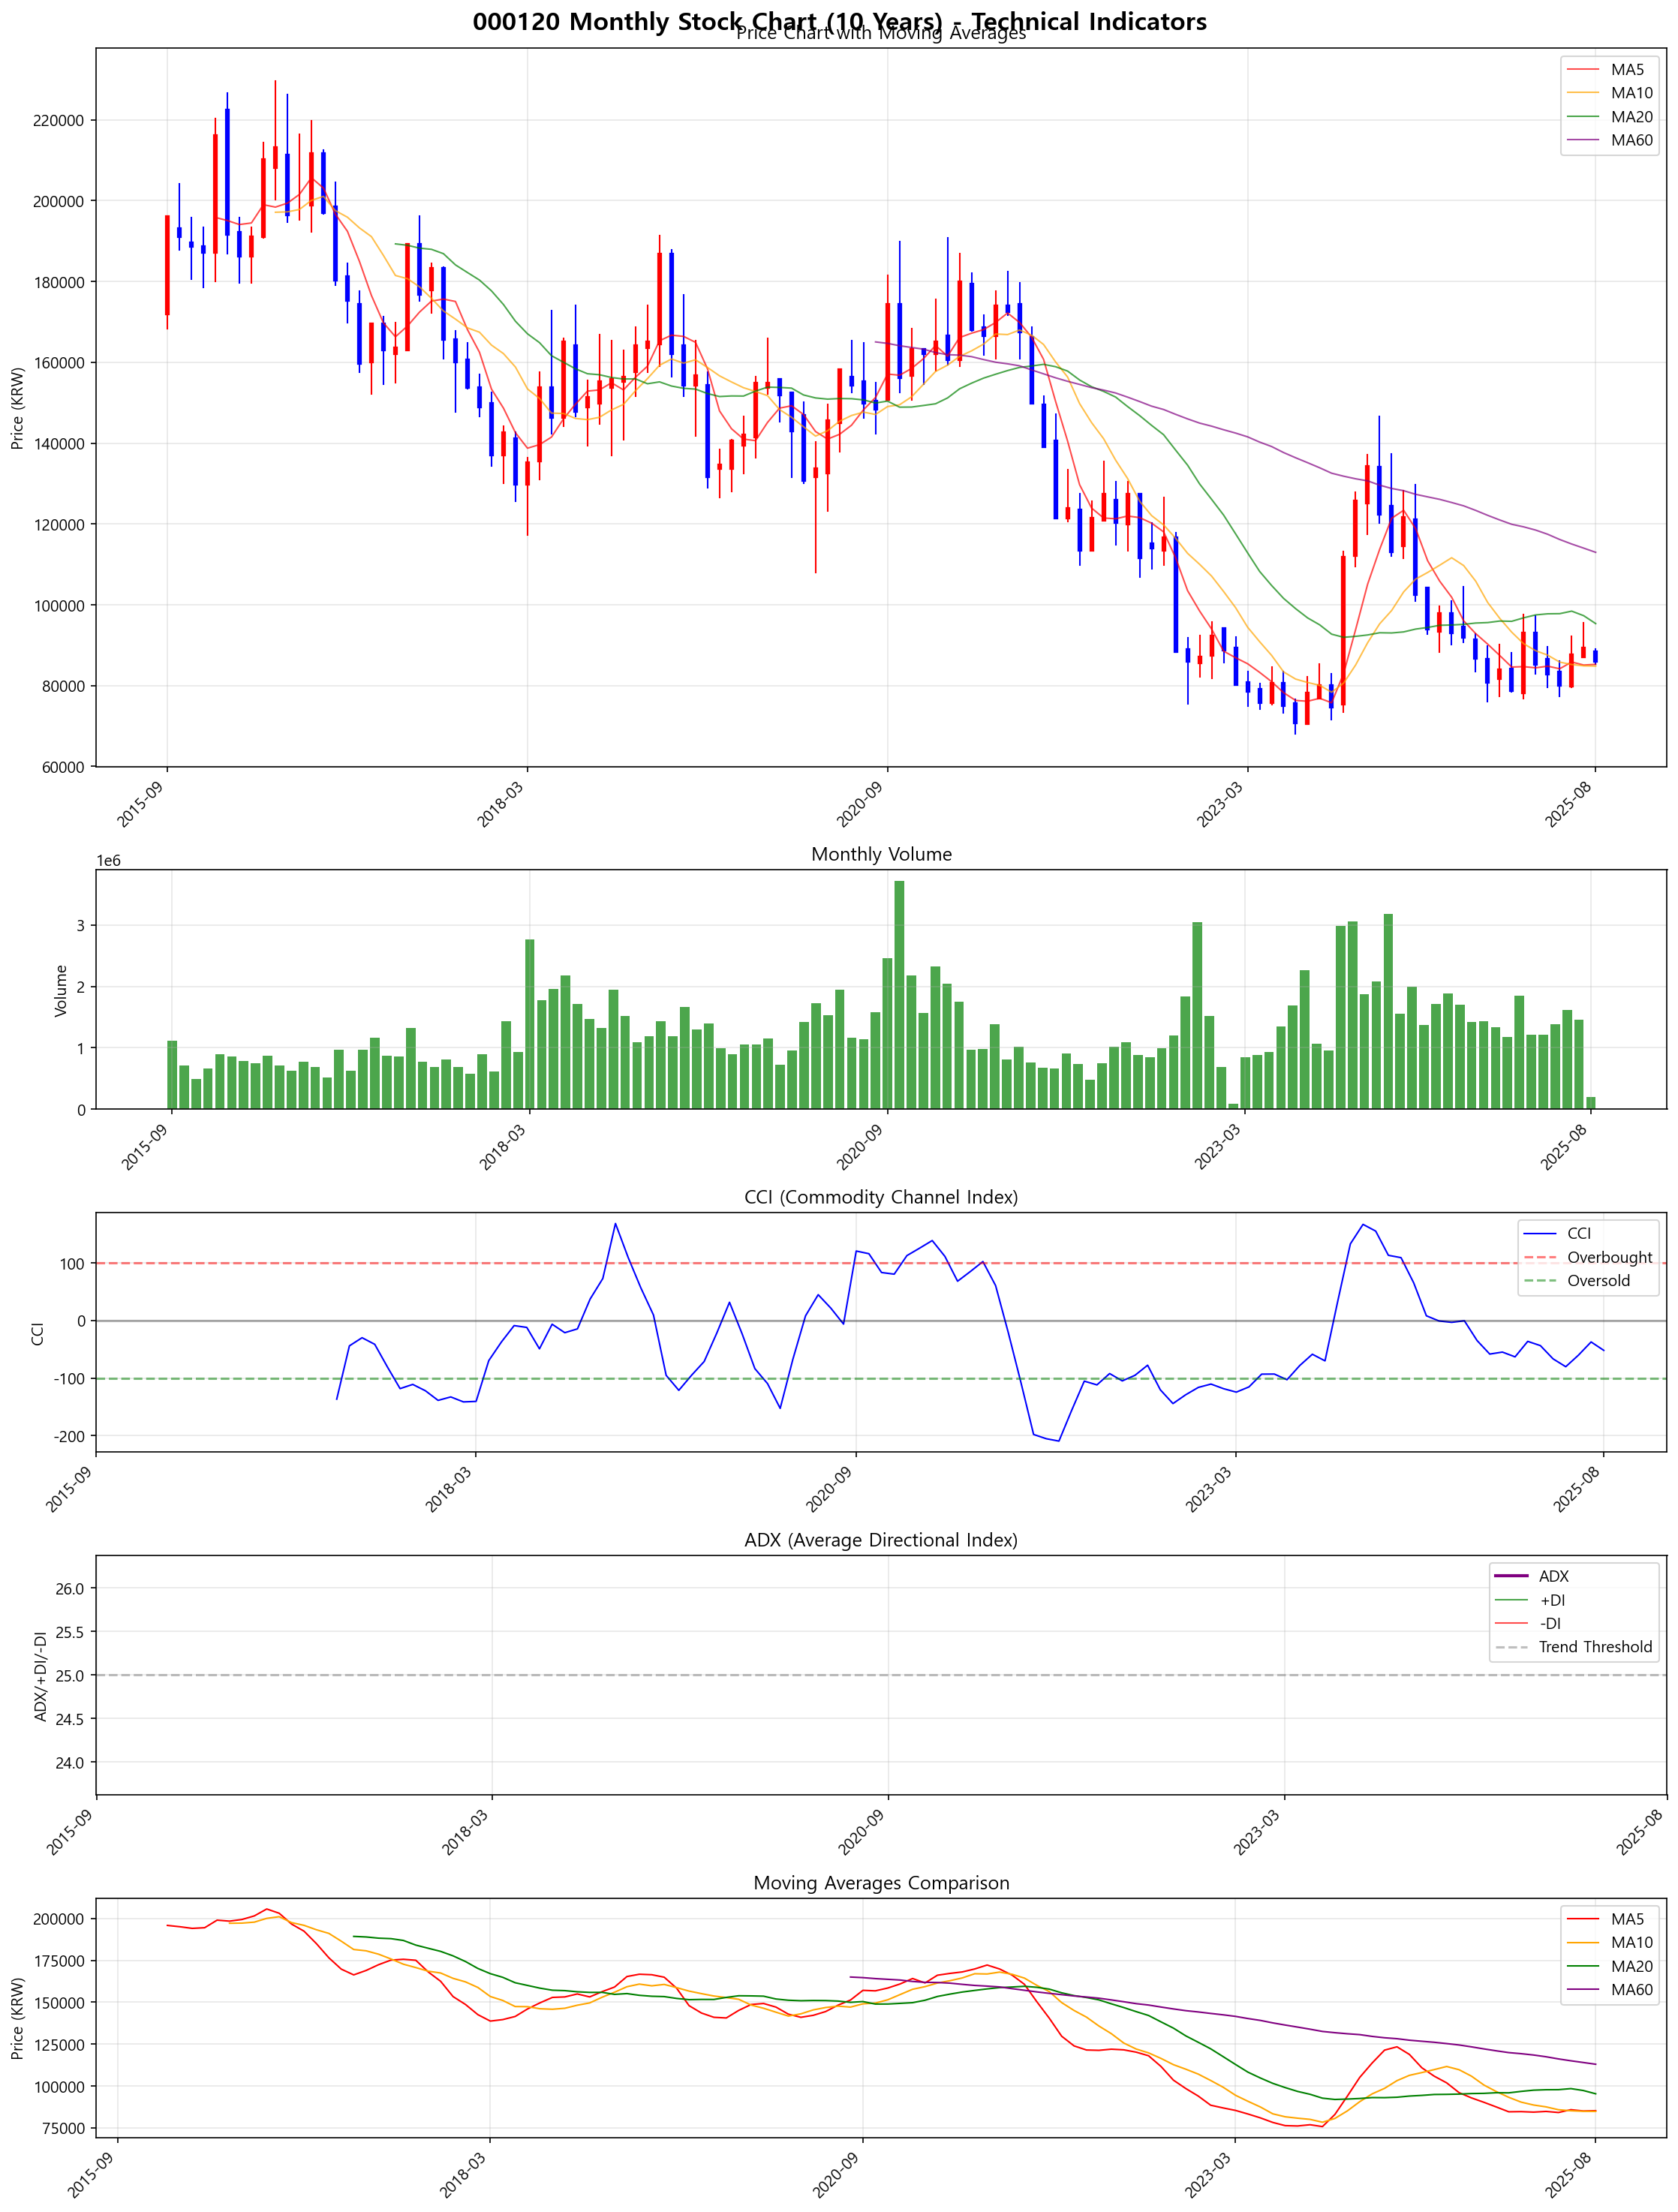 000120 Monthly Stock Chart (10 Years) - Technical Indicators
Price Chart with Moving Averages
MA5
MA10
MA20
MA60
Price (KRW)
220000
200000
180000
160000
140000
120000
100000
80000
60000
2015-09
2018-03
2020-09
2023-03
2025-08
Monthly Volume
1e6
Volume
3
2
1
0
2015-09
2018-03
2020-09
2023-03
2025-08
CCI (Commodity Channel Index)
CCI
Overbought
Oversold
CCI
100
0
-100
-200
2015-09
2018-03
2020-09
2023-03
2025-08
ADX (Average Directional Index)
ADX
+DI
-DI
Trend Threshold
ADX/+DI/-DI
26.0
25.5
25.0
24.5
24.0
2015-09
2018-03
2020-09
2023-03
2025-08
Moving Averages Comparison
MA5
MA10
MA20
MA60
Price (KRW)
200000
175000
150000
125000
100000
75000
2015-09
2018-03
2020-09
2023-03
2025-08